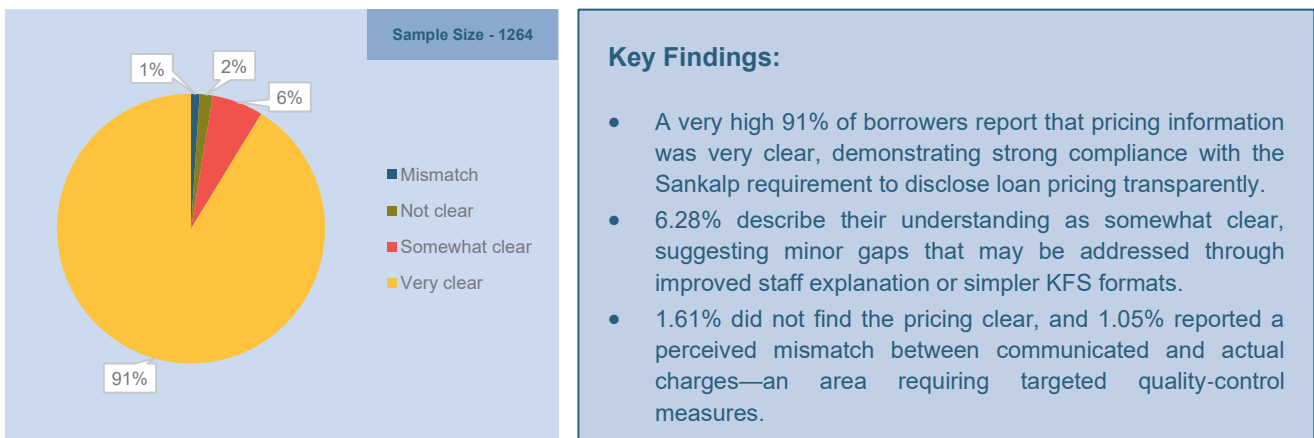 Sample Size - 1264
1%
2%
6%
91%
Mismatch
Not clear
Somewhat clear
Very clear
Key Findings:
• A very high 91% of borrowers report that pricing information
was very clear, demonstrating strong compliance with the
Sankalp requirement to disclose loan pricing transparently.
• 6.28% describe their understanding as somewhat clear,
suggesting minor gaps that may be addressed through
improved staff explanation or simpler KFS formats.
• 1.61% did not find the pricing clear, and 1.05% reported a
perceived mismatch between communicated and actual
charges—an area requiring targeted quality-control
measures.